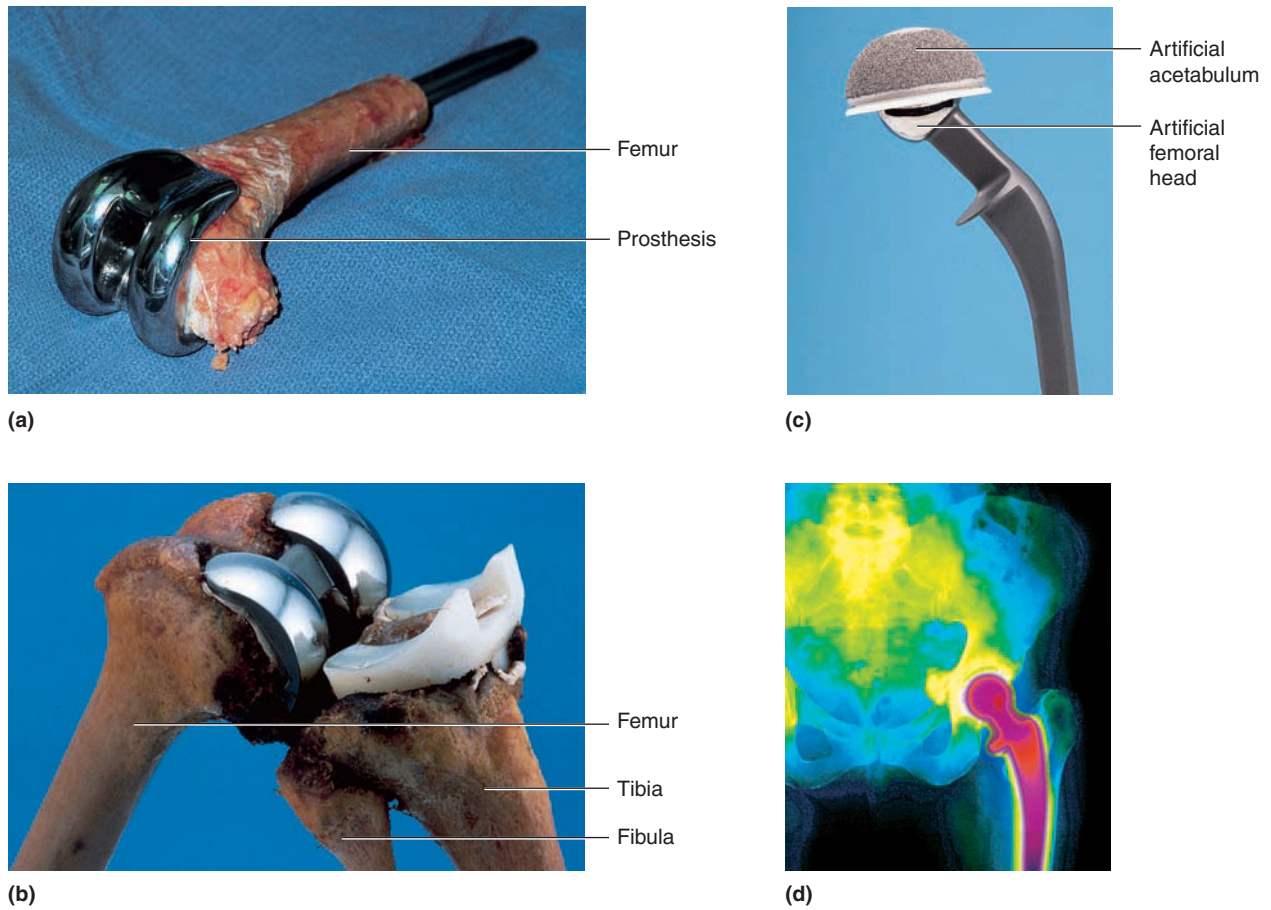 Femur
Prosthesis
(a)
Artificial
acetabulum
Artificial
femoral
head
(c)
Femur
Tibia
Fibula
(b)
(d)